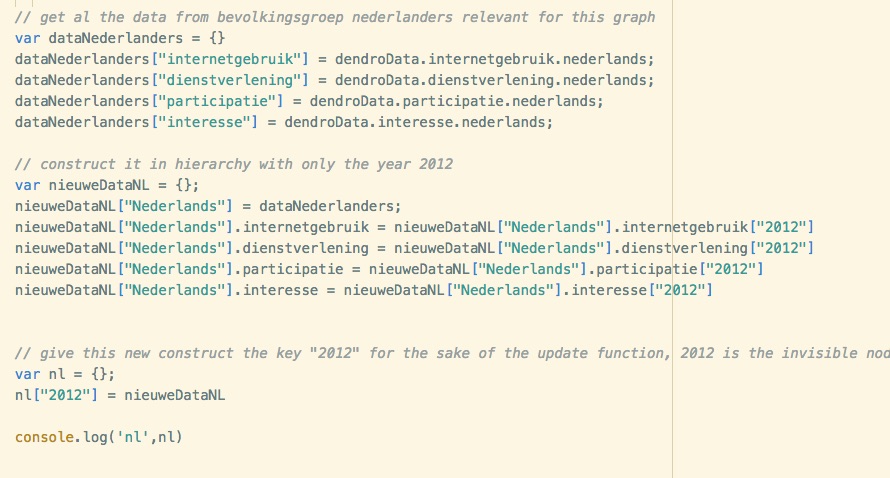 // get al the data from bevolkingsgroep nederlanders relevant for this graph
var dataNederlanders = {}
dataNederlanders["internetgebruik"] = dendroData.internetgebruik.nederlands;
dataNederlanders["dienstverlening"] = dendroData.dienstverlening.nederlands;
dataNederlanders["participatie"] = dendroData.participatie.nederlands;
dataNederlanders["interesse"] = dendroData.interesse.nederlands;
// construct it in hierarchy with only the year 2012
var nieuweDataNL = {};
nieuweDataNL["Nederlands"] = dataNederlanders;
nieuweDataNL["Nederlands"].internetgebruik = nieuweDataNL["Nederlands"].internetgebruik["2012"]
nieuweDataNL["Nederlands"].dienstverlening = nieuweDataNL["Nederlands"].dienstverlening["2012"]
nieuweDataNL["Nederlands"].participatie = nieuweDataNL["Nederlands"].participatie["2012"]
nieuweDataNL["Nederlands"].interesse = nieuweDataNL["Nederlands"].interesse["2012"]
// give this new construct the key "2012" for the sake of the update function, 2012 is the invisible nod
var nl = {};
nl["2012"] = nieuweDataNL
console.log('nl',nl)